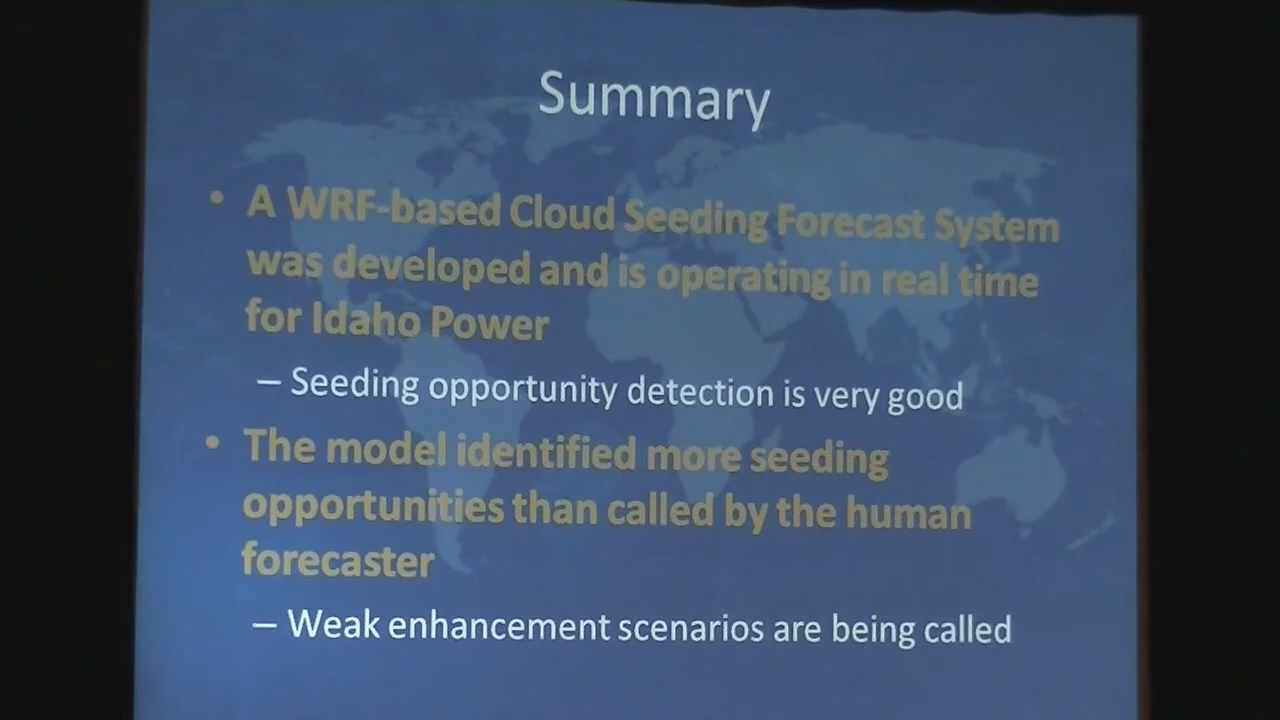 Summary
• A WRF-based Cloud Seeding Forecast System
was developed and is operating in real time
for Idaho Power
– Seeding opportunity detection is very good
• The model identified more seeding
opportunities than called by the human
forecaster
– Weak enhancement scenarios are being called